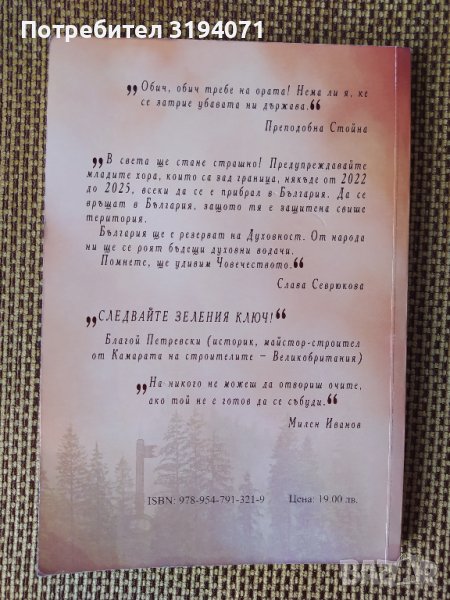 Потребител 3194071
„Обич, обич требе наората! Нема ли я, ке
се затрие убавата ни държава.“
Преподобна Стойна
„В света ще стане страшно! Предупреждавайте
младите хора, които са зад граница, някъде от 2022
до 2025, всеки да се е прибрал в България. Да се
връщат в България, защото тя е защитена свише
територия.
България ще е резерват на Духовност. От народа
ни ще се роят бъдещи духовни водачи.
Помнете, ще удивим Човечеството.“
Слава Севрюкова
„СЛЕДВАЙТЕ ЗЕЛЕНИЯ КЛЮЧ!“
Благой Петревски (историк, майстор-строител
от Камарата на строителите – Великобритания)
„На никого не можеш да отвориш очите,
ако той не е готов да се събуди.“
Милен Иванов
ISBN: 978-954-791-321-9 Цена: 19.00 лв.
BAZAR